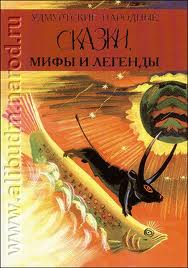 УДМУРТСКИЕ НАРОДНЫЕ
СКАЗКИ,
МИФЫ И ЛЕГЕНДЫ
www.alibudm.narod.ru